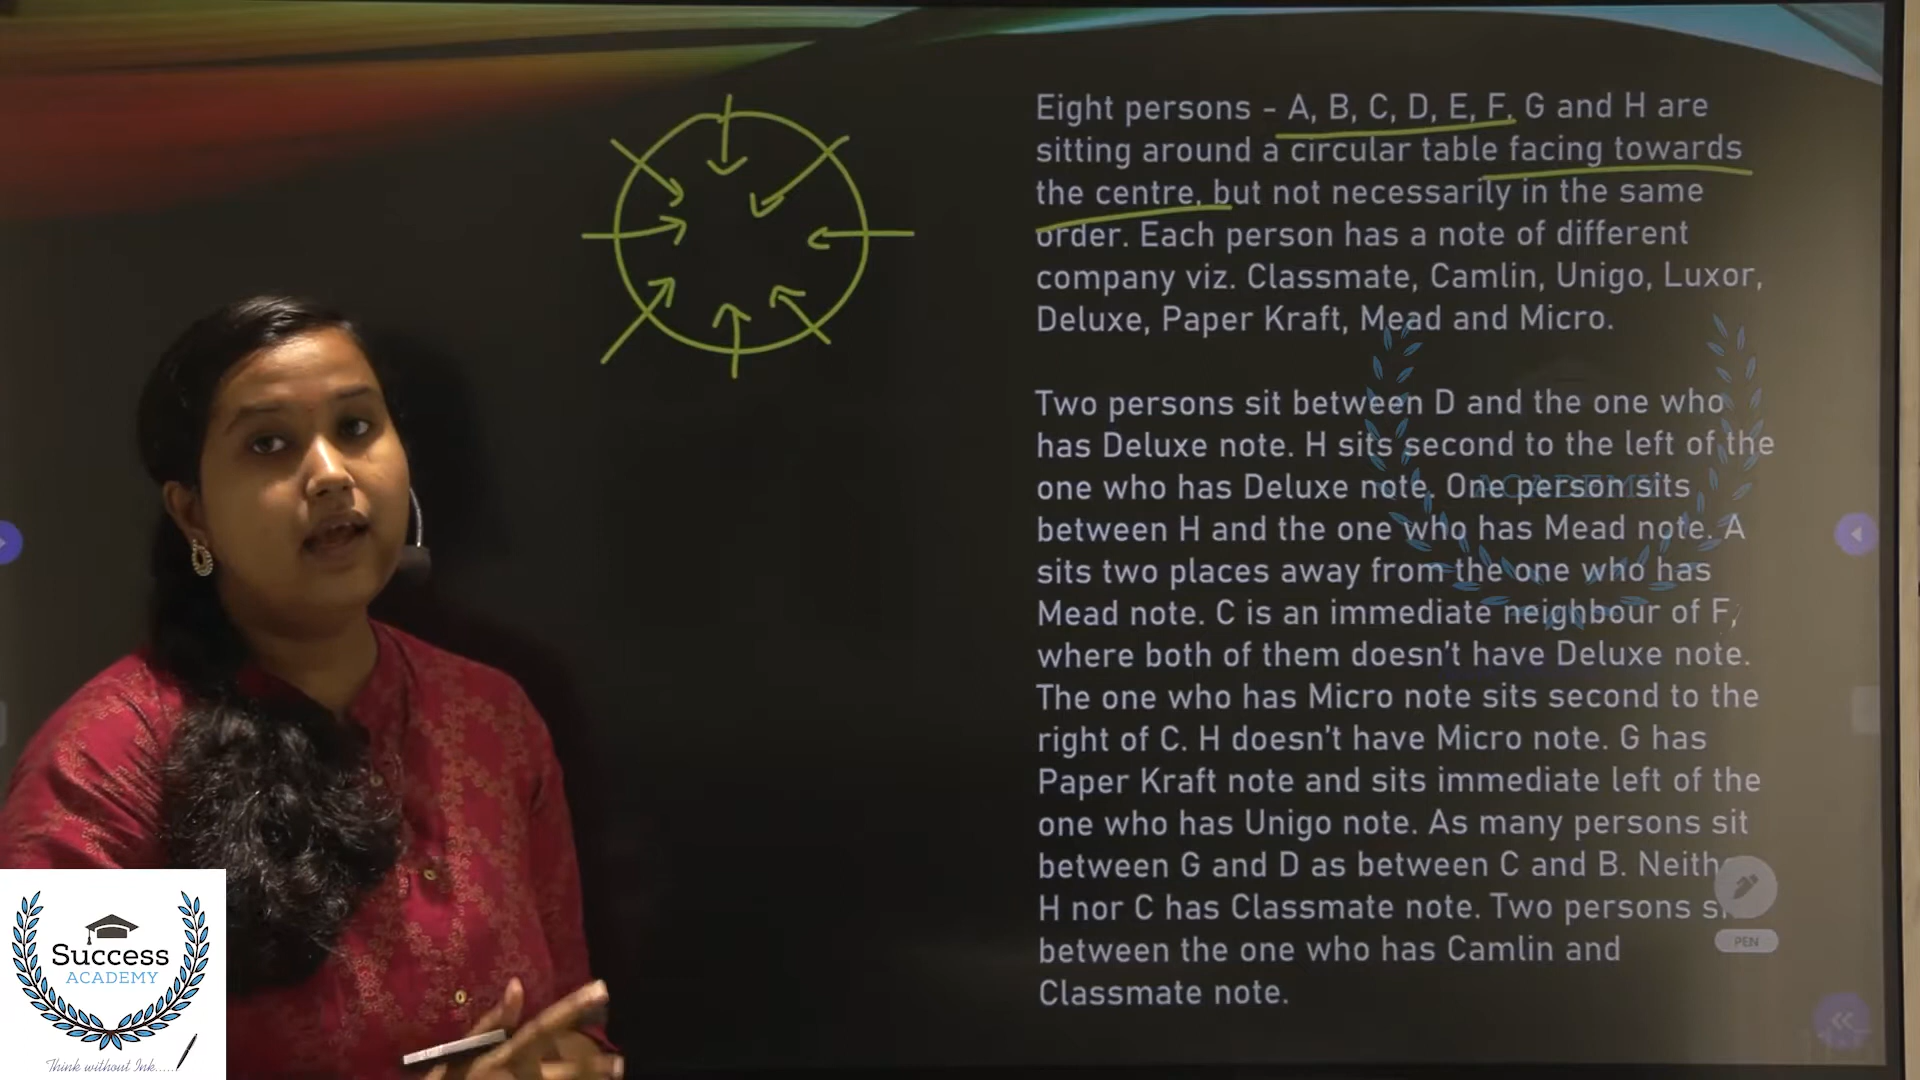 Eight persons - A, B, C, D, E, F, G and H are
sitting around a circular table facing towards
the centre, but not necessarily in the same
order. Each person has a note of different
company viz. Classmate, Camlin, Unigo, Luxor,
Deluxe, Paper Kraft, Mead and Micro.
Two persons sit between D and the one who
has Deluxe note. H sits second to the left of the
one who has Deluxe note. One person sits
between H and the one who has Mead note. A
sits two places away from the one who has
Mead note. C is an immediate neighbour of F,
where both of them doesn't have Deluxe note.
The one who has Micro note sits second to the
right of C. H doesn't have Micro note. G has
Paper Kraft note and sits immediate left of the
one who has Unigo note. As many persons sit
between G and D as between C and B.
H nor C has Classmate note. Two persons
between the one who has Camlin and
Classmate note.
ACADEMY
PEN
Success
ACADEMY
Think without Ink......